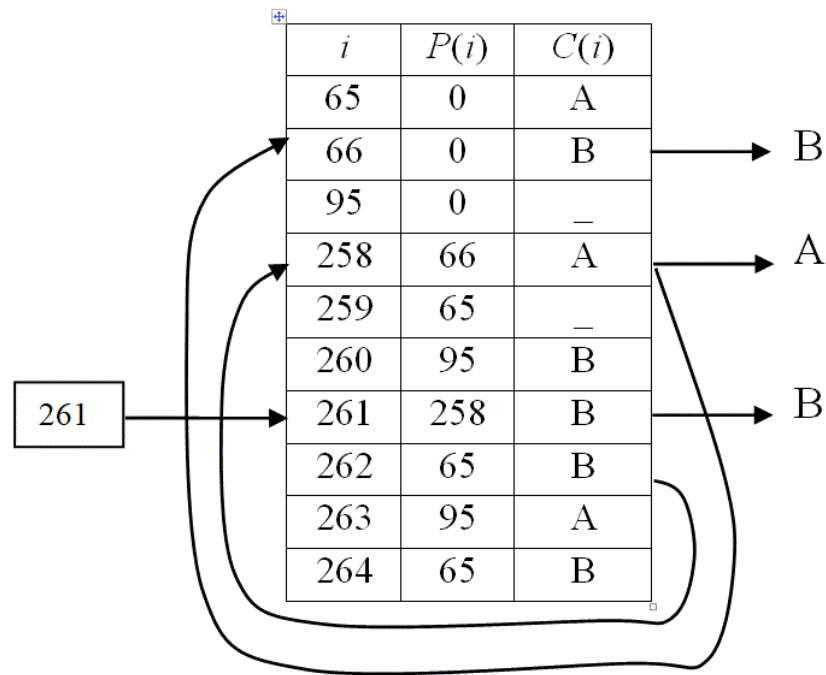 i P(i) C(i)
65 0 A
66 0 B B
95 0 _
258 66 A A
259 65 _
260 95 B
261 261 258 B B
262 65 B
263 95 A
264 65 B